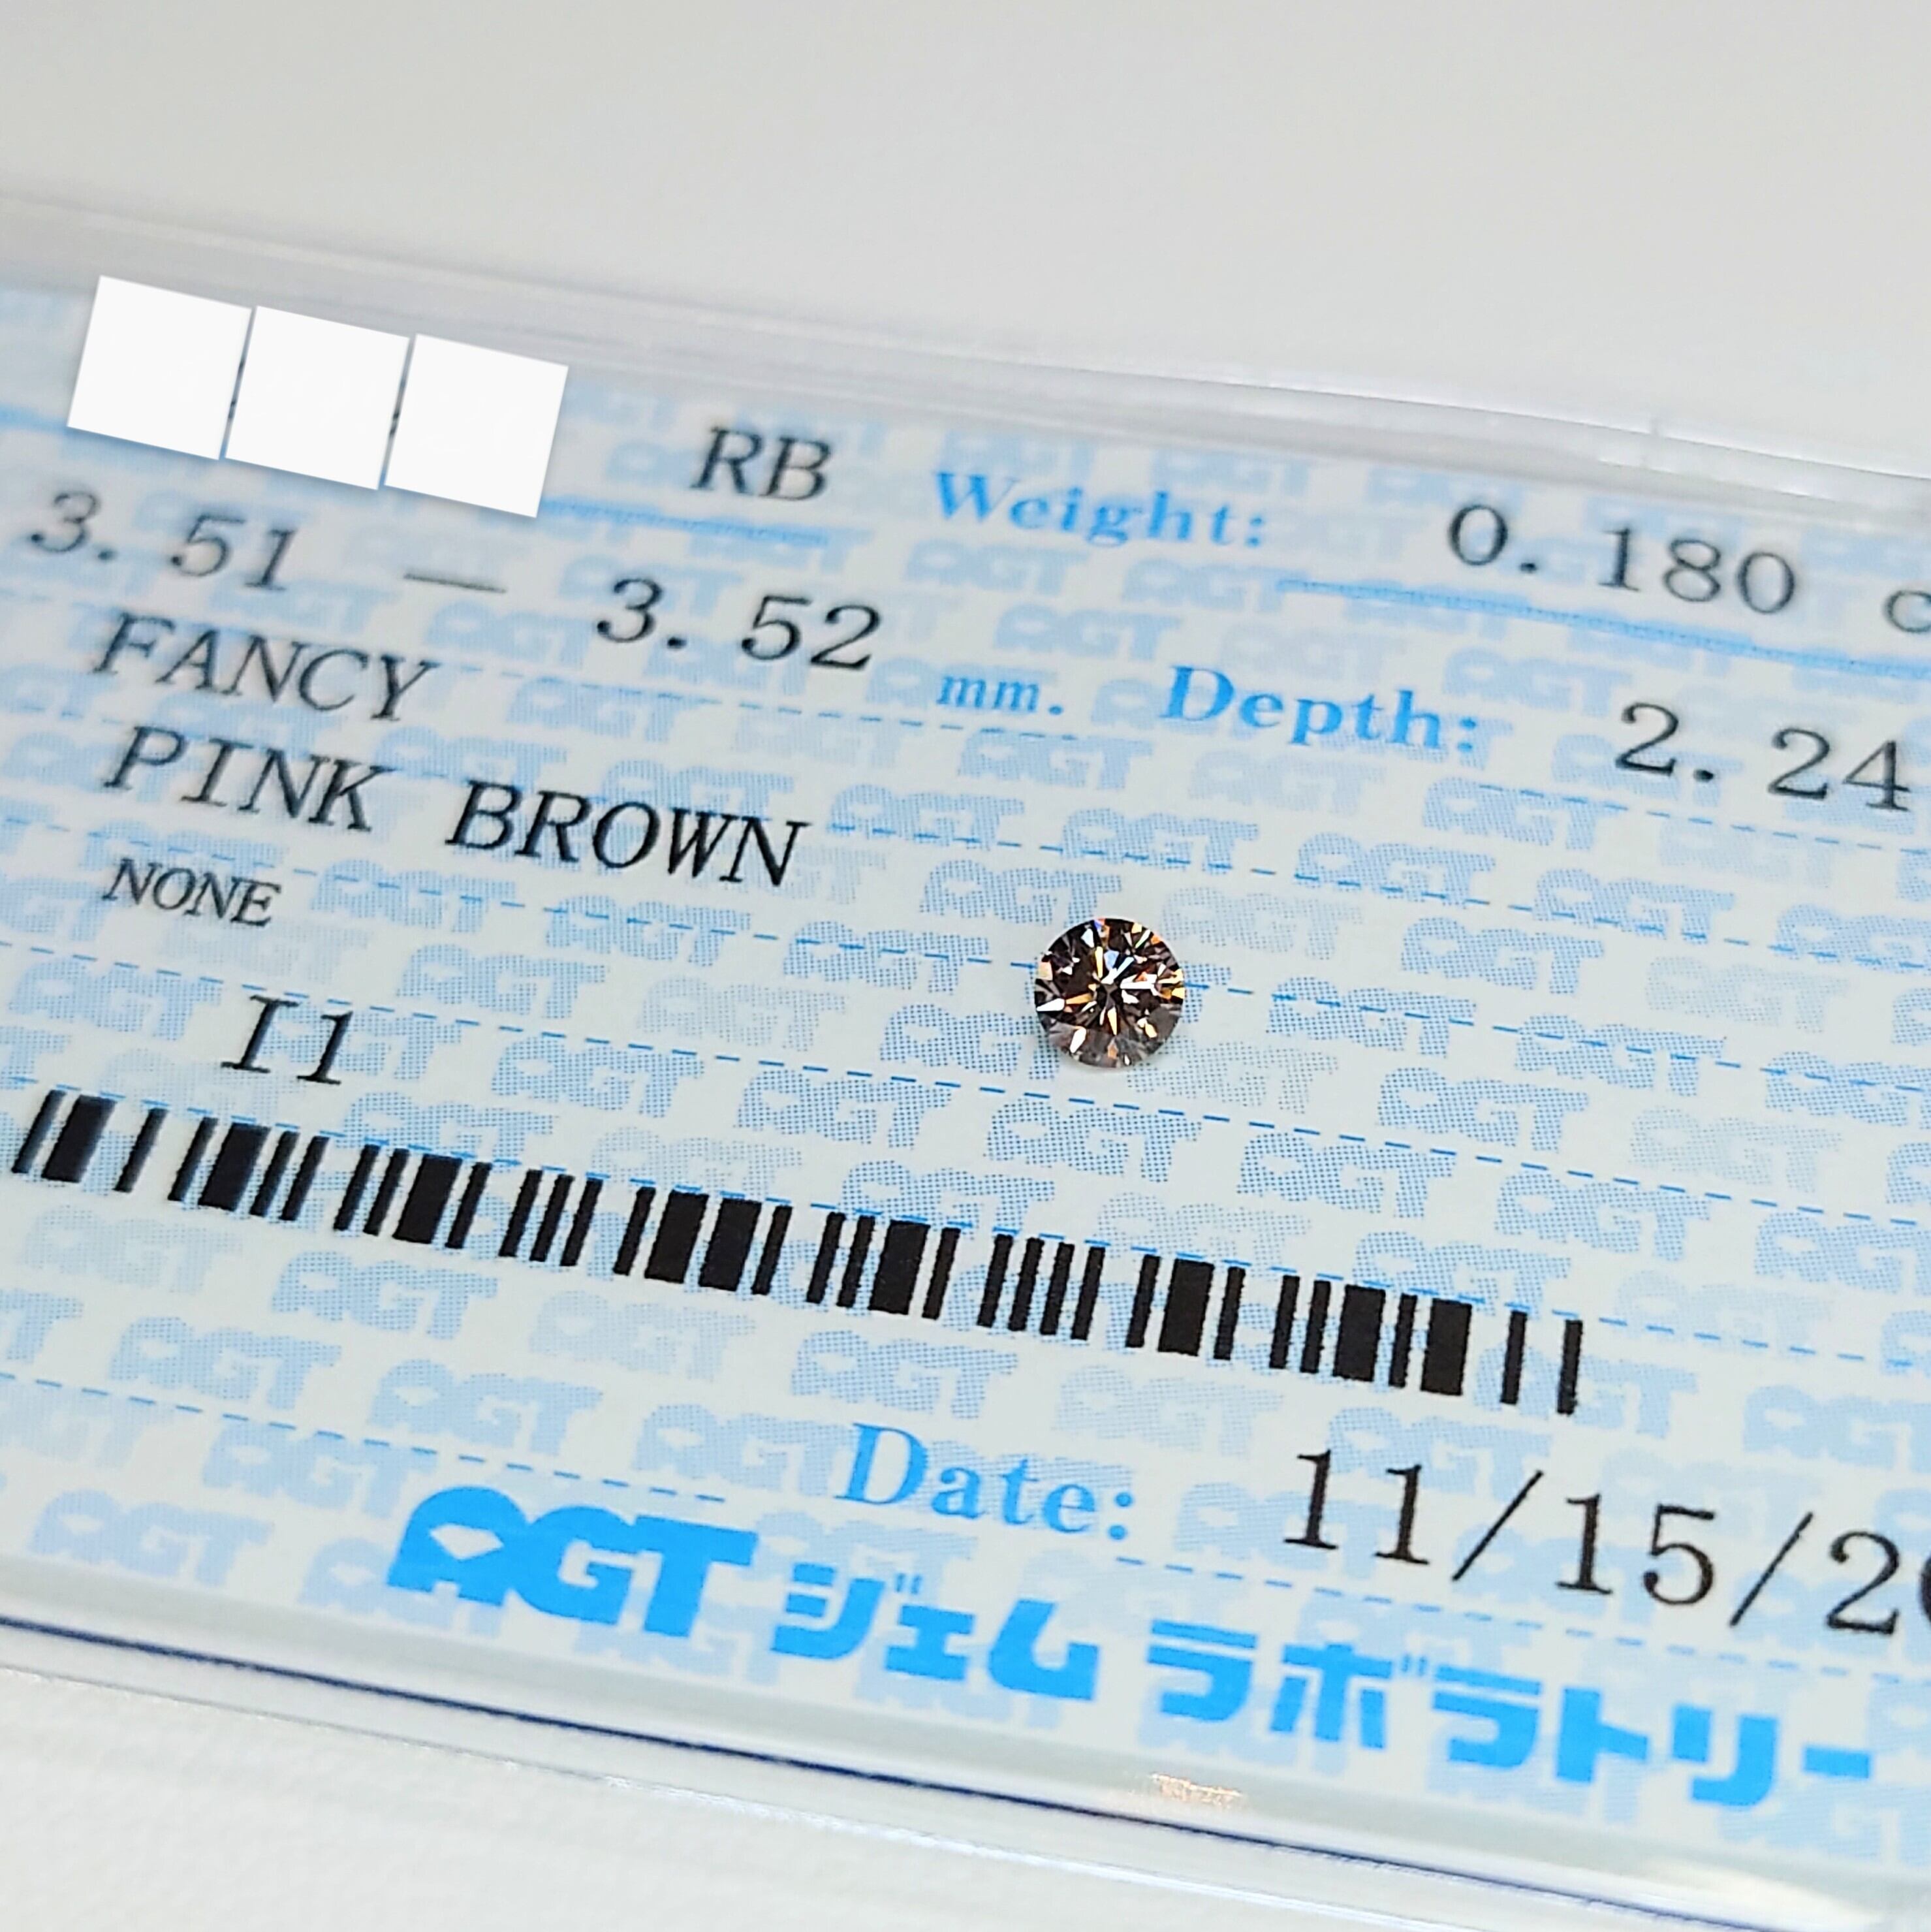 RB Weight: 0.180 c
3.51 — 3.52 mm. Depth: 2.24
FANCY
PINK BROWN
NONE
I1
Date: 11/15/20
AGT ジェム ラボラトリー